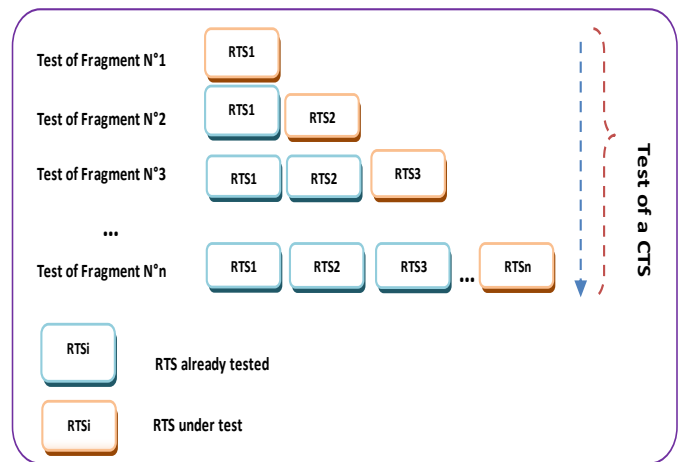 Test of Fragment N°1 RTS1
Test of Fragment N°2 RTS1 RTS2
Test of Fragment N°3 RTS1 RTS2 RTS3
...
Test of Fragment N°n RTS1 RTS2 RTS3 ... RTSn
Test of a CTS
RTSi RTS already tested
RTSi RTS under test